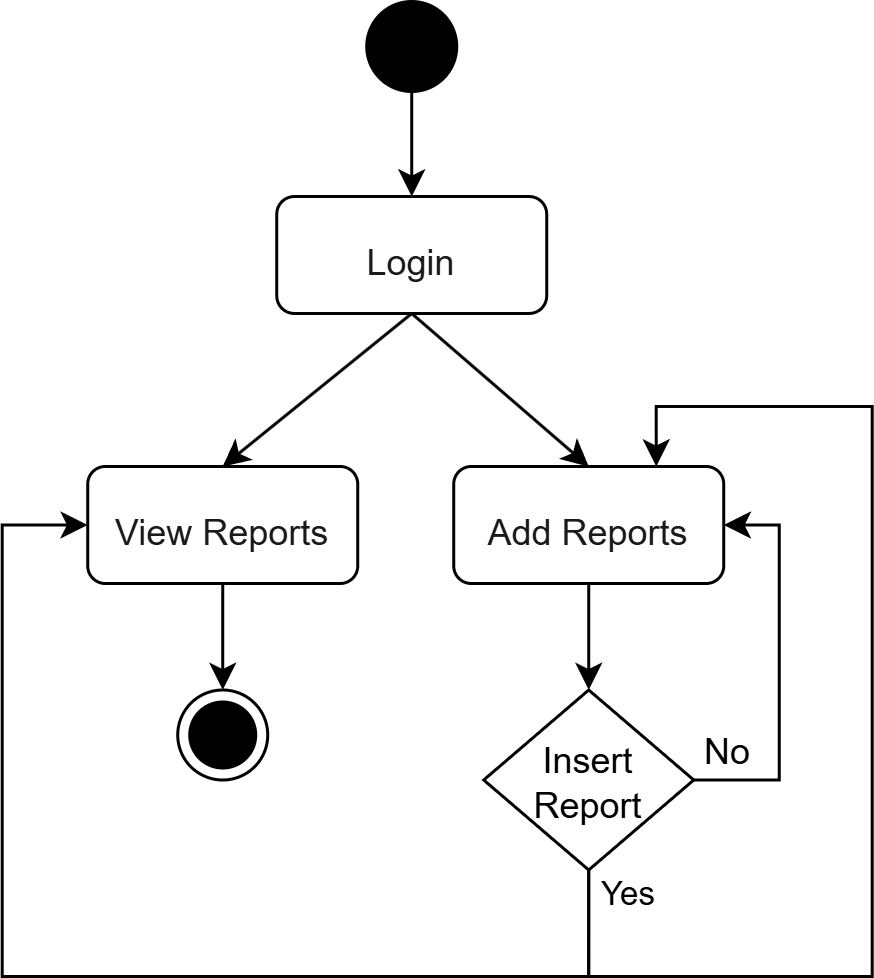 Login
View Reports
Add Reports
Insert
Report
No
Yes